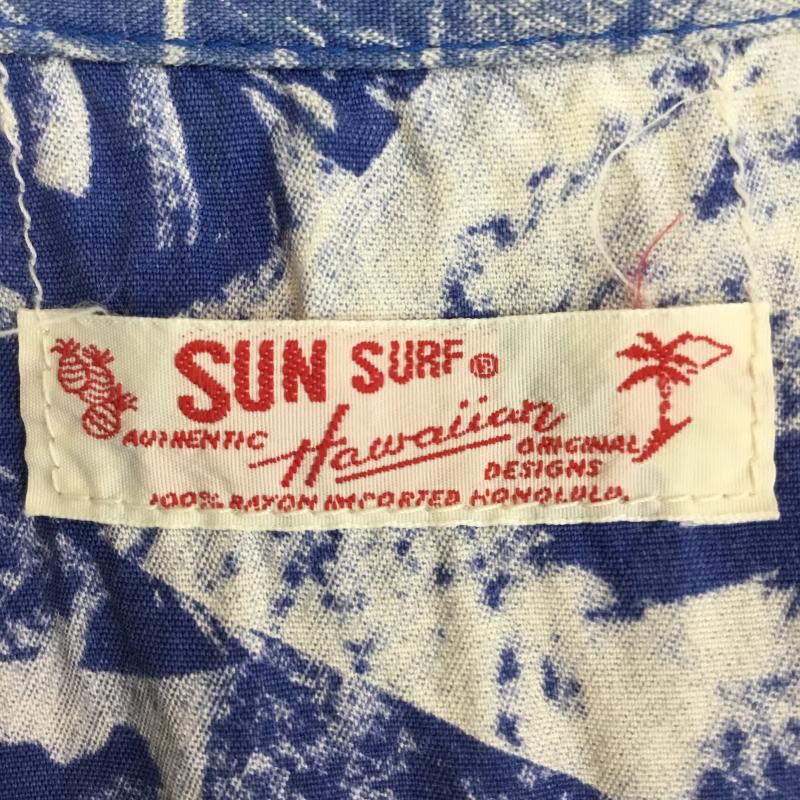 SUN SURF®
AUTHENTIC Hawaiian ORIGINAL
DESIGNS
100% RAYON IMPORTED HONOLULU.